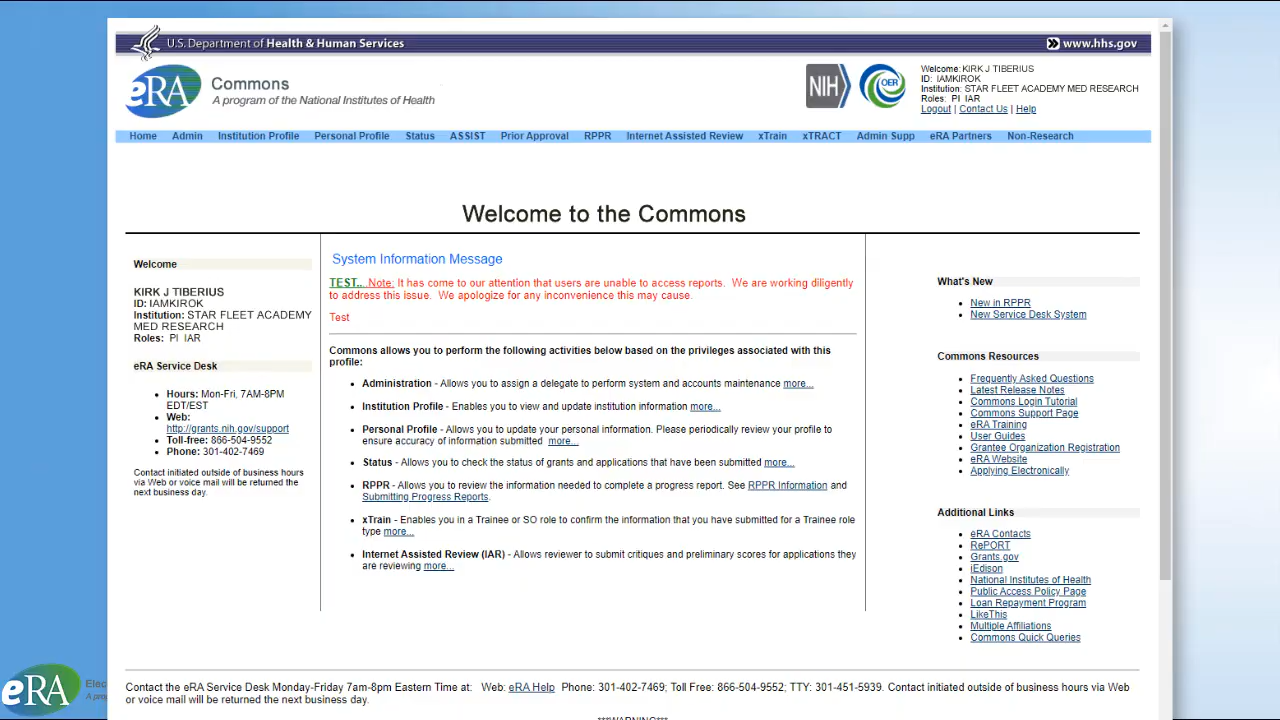 U.S. Department of Health & Human Services
www.hhs.gov
eRA
Commons
A program of the National Institutes of Health
NIH
OER
Welcome: KIRK J TIBERIUS
ID: IAMKIROK
Institution: STAR FLEET ACADEMY MED RESEARCH
Roles: PI IAR
Logout | Contact Us | Help
Home Admin Institution Profile Personal Profile Status ASSIST Prior Approval RPPR Internet Assisted Review xTrain xTRACT Admin Supp eRA Partners Non-Research
Welcome to the Commons
Welcome
KIRK J TIBERIUS
ID: IAMKIROK
Institution: STAR FLEET ACADEMY
MED RESEARCH
Roles: PI IAR
eRA Service Desk
• Hours: Mon-Fri, 7AM-8PM
EDT/EST
• Web:
http://grants.nih.gov/support
• Toll-free: 866-504-9552
• Phone: 301-402-7469
Contact initiated outside of business hours
via Web or voice mail will be returned the
next business day.
System Information Message
TEST.. Note: It has come to our attention that users are unable to access reports. We are working diligently
to address this issue. We apologize for any inconvenience this may cause.
Test
Commons allows you to perform the following activities below based on the privileges associated with this
profile:
• Administration - Allows you to assign a delegate to perform system and accounts maintenance more...
• Institution Profile - Enables you to view and update institution information more...
• Personal Profile - Allows you to update your personal information. Please periodically review your profile to
ensure accuracy of information submitted more...
• Status - Allows you to check the status of grants and applications that have been submitted more...
• RPPR - Allows you to review the information needed to complete a progress report. See RPPR Information and
Submitting Progress Reports.
• xTrain - Enables you in a Trainee or SO role to confirm the information that you have submitted for a Trainee role
type more...
• Internet Assisted Review (IAR) - Allows reviewer to submit critiques and preliminary scores for applications they
are reviewing more...
What's New
• New in RPPR
• New Service Desk System
Commons Resources
• Frequently Asked Questions
• Latest Release Notes
• Commons Login Tutorial
• Commons Support Page
• eRA Training
• User Guides
• Grantee Organization Registration
• eRA Website
• Applying Electronically
Additional Links
• eRA Contacts
• RePORT
• Grants.gov
• iEdison
• National Institutes of Health
• Public Access Policy Page
• Loan Repayment Program
• LikeThis
• Multiple Affiliations
• Commons Quick Queries
Contact the eRA Service Desk Monday-Friday 7am-8pm Eastern Time at: Web: eRA Help Phone: 301-402-7469; Toll Free: 866-504-9552; TTY: 301-451-5939. Contact initiated outside of business hours via Web
or voice mail will be returned the next business day.
***WARNING***
eRA
Elec
A prog